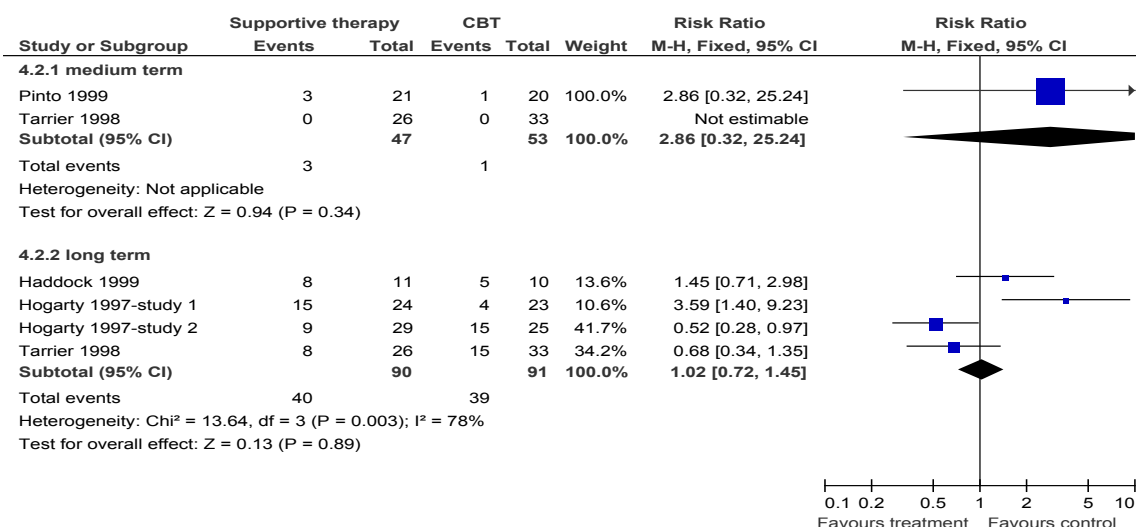 Supportive therapy CBT Risk Ratio Risk Ratio
Study or Subgroup Events Total Events Total Weight M-H, Fixed, 95% CI M-H, Fixed, 95% CI
4.2.1 medium term
Pinto 1999 3 21 1 20 100.0% 2.86 [0.32, 25.24]
Tarrier 1998 0 26 0 33 Not estimable
Subtotal (95% CI) 47 53 100.0% 2.86 [0.32, 25.24]
Total events 3 1
Heterogeneity: Not applicable
Test for overall effect: Z = 0.94 (P = 0.34)
4.2.2 long term
Haddock 1999 8 11 5 10 13.6% 1.45 [0.71, 2.98]
Hogarty 1997-study 1 15 24 4 23 10.6% 3.59 [1.40, 9.23]
Hogarty 1997-study 2 9 29 15 25 41.7% 0.52 [0.28, 0.97]
Tarrier 1998 8 26 15 33 34.2% 0.68 [0.34, 1.35]
Subtotal (95% CI) 90 91 100.0% 1.02 [0.72, 1.45]
Total events 40 39
Heterogeneity: Chi² = 13.64, df = 3 (P = 0.003); I² = 78%
Test for overall effect: Z = 0.13 (P = 0.89)
0.1 0.2 0.5 1 2 5 10
Favours treatment Favours control